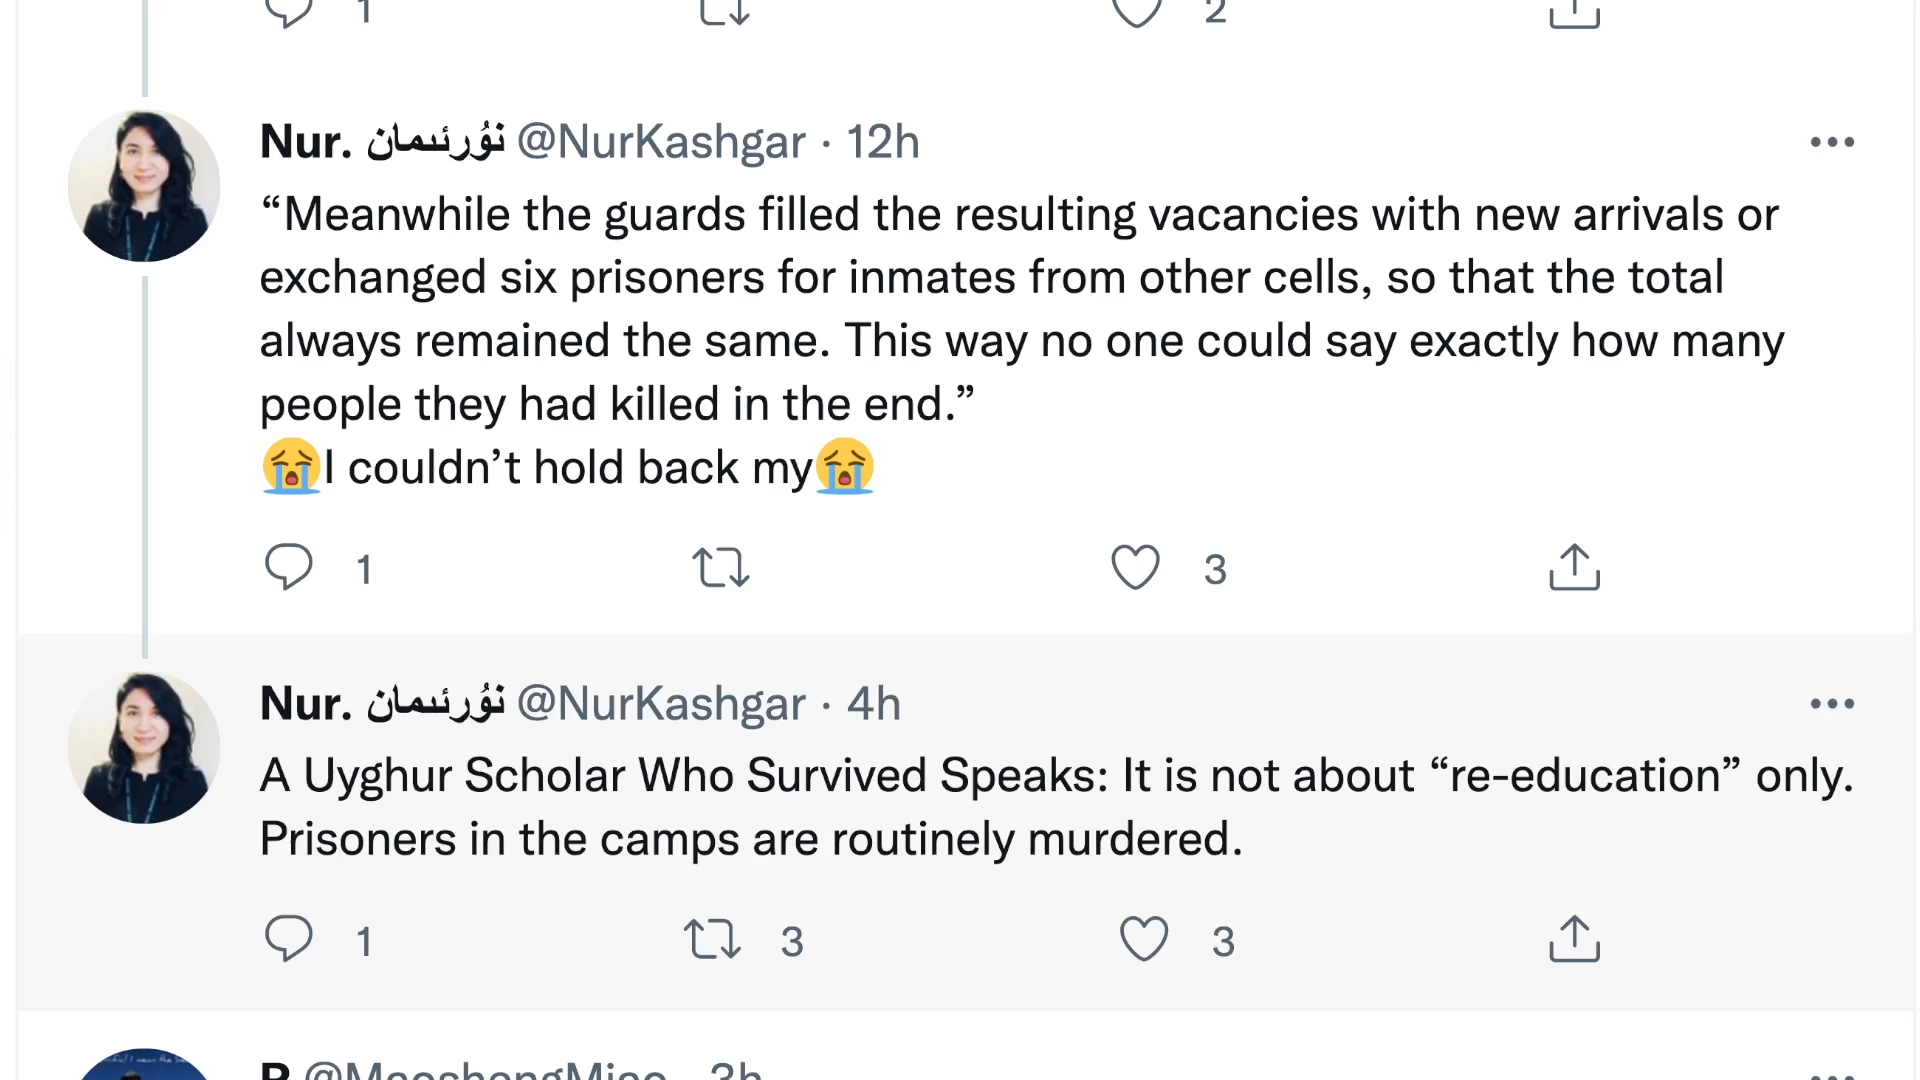 1 2
Nur. نۇرئىمان @NurKashgar · 12h
“Meanwhile the guards filled the resulting vacancies with new arrivals or
exchanged six prisoners for inmates from other cells, so that the total
always remained the same. This way no one could say exactly how many
people they had killed in the end.”
😭I couldn’t hold back my😭
1 3
Nur. نۇرئىمان @NurKashgar · 4h
A Uyghur Scholar Who Survived Speaks: It is not about “re-education” only.
Prisoners in the camps are routinely murdered.
1 3 3
@MaoshengMiao · 3h